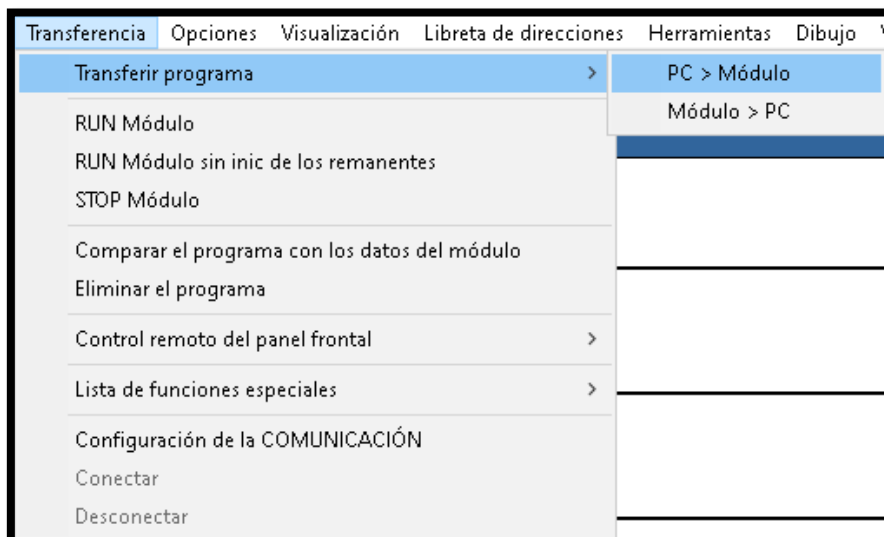 Transferencia Opciones Visualización Libreta de direcciones Herramientas Dibujo
Transferir programa > PC > Módulo
Módulo > PC
RUN Módulo
RUN Módulo sin inic de los remanentes
STOP Módulo
Comparar el programa con los datos del módulo
Eliminar el programa
Control remoto del panel frontal >
Lista de funciones especiales >
Configuración de la COMUNICACIÓN
Conectar
Desconectar